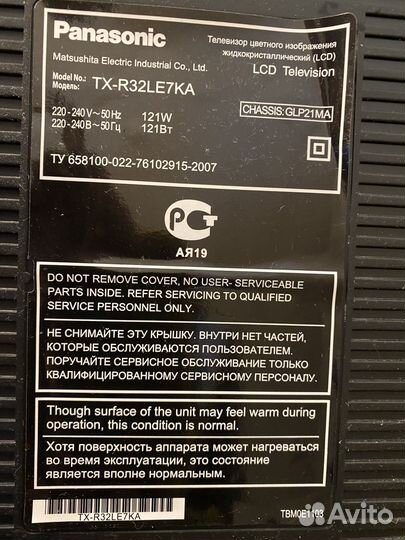 Panasonic
Телевизор цветного изображения
жидкокристаллический (LCD)
Matsushita Electric Industrial Co., Ltd.
LCD Television
Model No.:
Модель:
TX-R32LE7KA
220-240 V~50 Hz 121W
220-240 В~50 Гц 121Вт
CHASSIS: GLP21MA
ТУ 658100-022-76102915-2007
РСТ
АЯ19
DO NOT REMOVE COVER, NO USER- SERVICEABLE
PARTS INSIDE. REFER SERVICING TO QUALIFIED
SERVICE PERSONNEL ONLY.
НЕ СНИМАЙТЕ ЭТУ КРЫШКУ. ВНУТРИ НЕТ ЧАСТЕЙ,
КОТОРЫЕ ОБСЛУЖИВАЮТСЯ ПОЛЬЗОВАТЕЛЕМ.
ПОРУЧАЙТЕ СЕРВИСНОЕ ОБСЛУЖИВАНИЕ ТОЛЬКО
КВАЛИФИЦИРОВАННОМУ СЕРВИСНОМУ ПЕРСОНАЛУ.
Though surface of the unit may feel warm during
operation, this condition is normal.
Хотя поверхность аппарата может нагреваться
во время эксплуатации, это состояние
является вполне нормальным.
TX-R32LE7KA
TBM0E1103
Avito